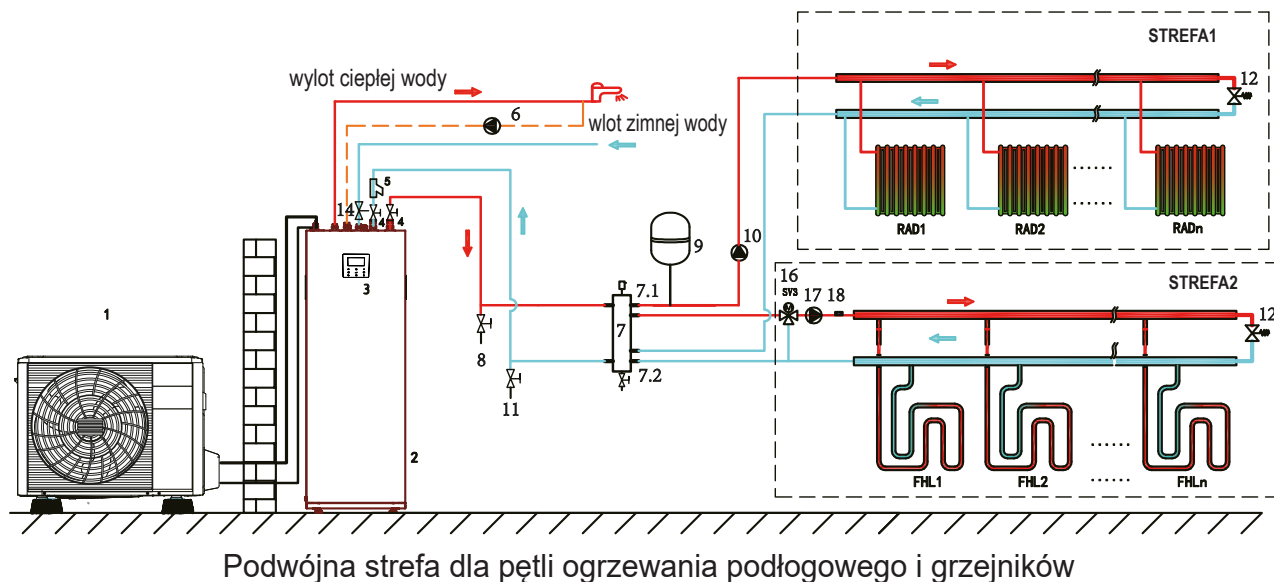 STREFA1
wylot ciepłej wody
12
6
wlot zimnej wody
5
14
4
4
RAD1
RAD2
RADn
9
10
3
16
SV3
17
18
STREFA2
7.1
1
7
12
8
7.2
11
2
FHL1
FHL2
FHLn
Podwójna strefa dla pętli ogrzewania podłogowego i grzejników